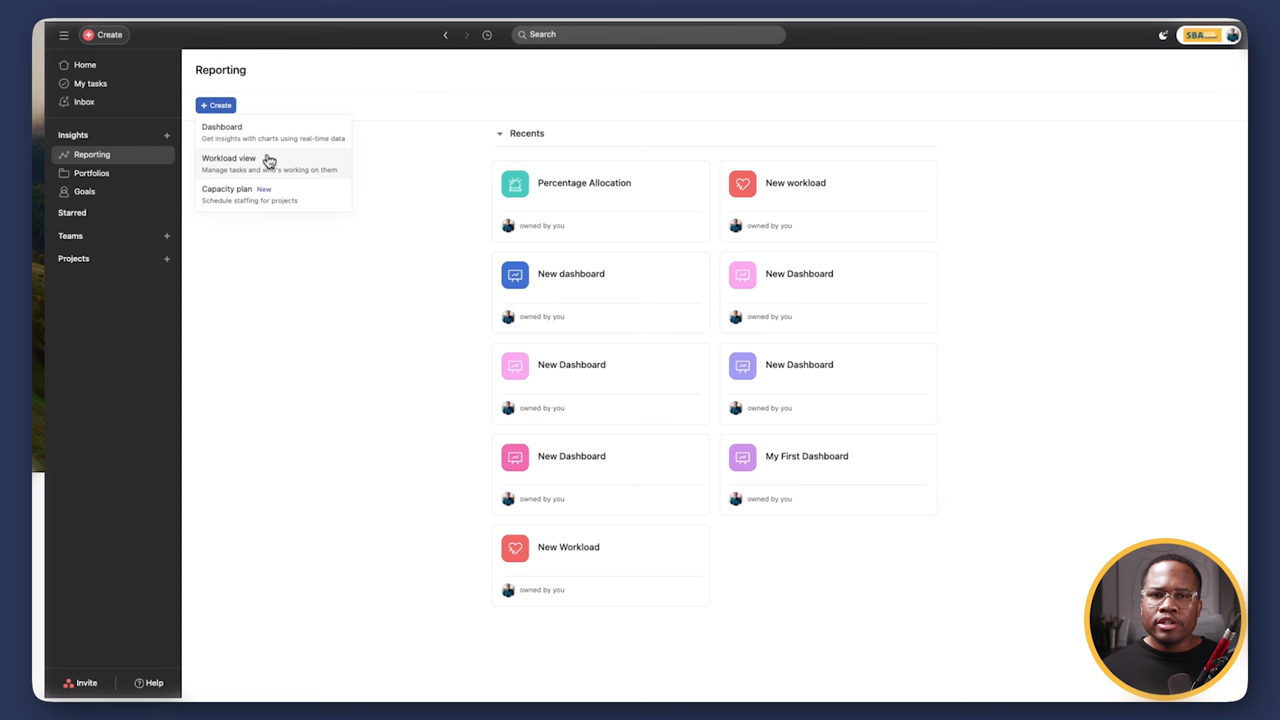 Create
Search
SBA
Home
My tasks
Inbox
Insights
Reporting
Portfolios
Goals
Starred
Teams
Projects
Invite
Help
Reporting
+ Create
Dashboard
Get insights with charts using real-time data
Workload view
Manage tasks and who's working on them
Capacity plan New
Schedule staffing for projects
Recents
Percentage Allocation
owned by you
New workload
owned by you
New dashboard
owned by you
New Dashboard
owned by you
New Dashboard
owned by you
New Dashboard
owned by you
New Dashboard
owned by you
My First Dashboard
owned by you
New Workload
owned by you